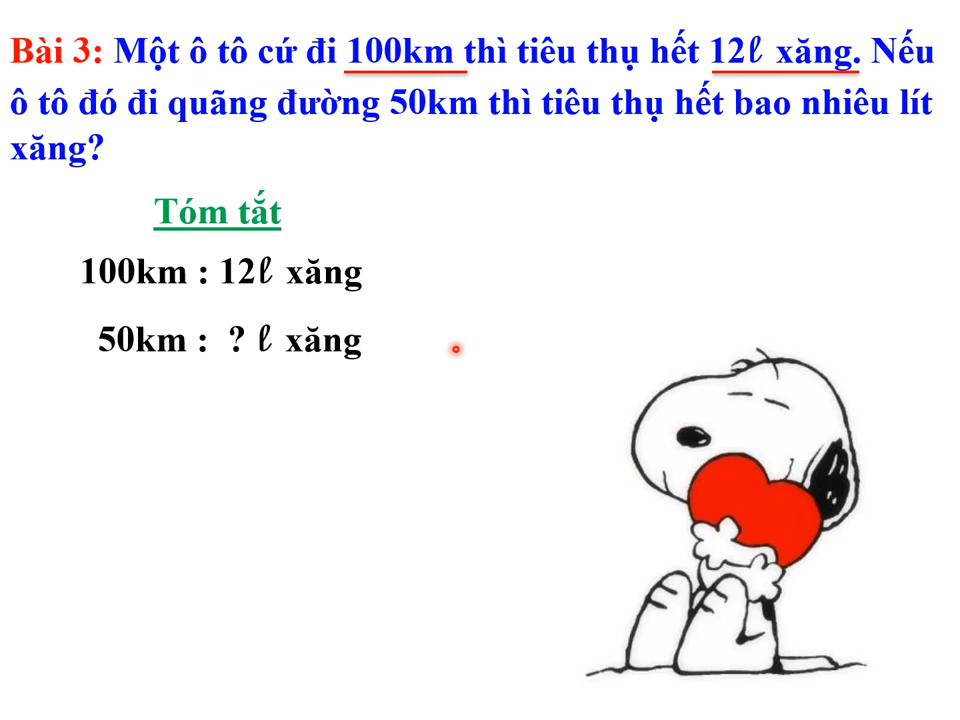 Bài 3: Một ô tô cứ đi 100km thì tiêu thụ hết 12ℓ xăng. Nếu
ô tô đó đi quãng đường 50km thì tiêu thụ hết bao nhiêu lít
xăng?
Tóm tắt
100km : 12ℓ xăng
50km : ? ℓ xăng